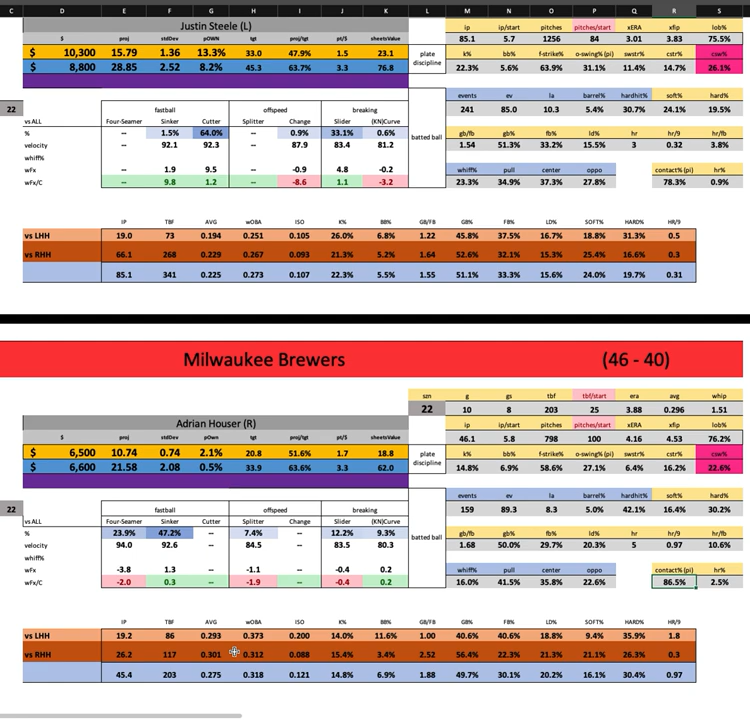 C D E F G H I J K L M N O P Q R S
Justin Steele (L) ip ip/start pitches pitches/start xERA xfip lob%
$ proj stdDev pOWN tgt proj/tgt pt/$ sheetsValue 85.1 5.7 1256 84 3.01 3.83 75.5%
$ 10,300 15.79 1.36 13.3% 33.0 47.9% 1.5 23.1 plate discipline k% bb% f-strike% o-swing% (pi) swstr% cstr% csw%
$ 8,800 28.85 2.52 8.2% 45.3 63.7% 3.3 76.8 22.3% 5.6% 63.9% 31.1% 11.4% 14.7% 26.1%
events ev la barrel% hardhit% soft% hard%
22 fastball offspeed breaking 241 85.0 10.3 5.4% 30.7% 24.1% 19.5%
vs ALL Four-Seamer Sinker Cutter Splitter Change Slider (KN)Curve
% -- 1.5% 64.0% -- 0.9% 33.1% 0.6% batted ball gb/fb gb% fb% ld% hr hr/9 hr/fb
velocity 92.1 92.3 87.9 83.4 81.2 1.54 51.3% 33.2% 15.5% 3 0.32 3.8%
whiff%
wFx 1.9 9.5 -0.9 4.8 -0.2 whiff% pull center oppo contact% (pi) hr%
wFx/C -- 9.8 1.2 -- -8.6 1.1 -3.2 23.3% 34.9% 37.3% 27.8% 78.3% 0.9%
IP TBF AVG wOBA ISO K% BB% GB/FB GB% FB% LD% SOFT% HARD% HR/9
vs LHH 19.0 73 0.194 0.251 0.105 26.0% 6.8% 1.22 45.8% 37.5% 16.7% 18.8% 31.3% 0.5
vs RHH 66.1 268 0.229 0.267 0.093 21.3% 5.2% 1.64 52.6% 32.1% 15.3% 25.4% 16.6% 0.3
85.1 341 0.225 0.273 0.107 22.3% 5.5% 1.55 51.1% 33.3% 15.6% 24.0% 19.7% 0.31
Milwaukee Brewers (46 - 40)
szn g gs tbf tbf/start era avg whip
22 10 8 203 25 3.88 0.296 1.51
Adrian Houser (R) ip ip/start pitches pitches/start xERA xfip lob%
$ proj stdDev pOwn tgt proj/tgt pt/$ sheetsValue 46.1 5.8 798 100 4.16 4.53 76.2%
$ 6,500 10.74 0.74 2.1% 20.8 51.6% 1.7 18.8 plate discipline k% bb% f-strike% o-swing% (pi) swstr% cstr% csw%
$ 6,600 21.58 2.08 0.5% 33.9 63.6% 3.3 62.0 14.8% 6.9% 58.6% 27.1% 6.4% 16.2% 22.6%
events ev la barrel% hardhit% soft% hard%
22 fastball offspeed breaking 159 89.3 8.3 5.0% 42.1% 16.4% 30.2%
vs ALL Four-Seamer Sinker Cutter Splitter Change Slider (KN)Curve
% 23.9% 47.2% -- 7.4% -- 12.2% 9.3% batted ball gb/fb gb% fb% ld% hr hr/9 hr/fb
velocity 94.0 92.6 84.5 83.5 80.3 1.68 50.0% 29.7% 20.3% 5 0.97 10.6%
whiff%
wFx -3.8 1.3 -1.1 -0.4 0.2 whiff% pull center oppo contact% (pi) hr%
wFx/C -2.0 0.3 -- -1.9 -- -0.4 0.2 16.0% 41.5% 35.8% 22.6% 86.5% 2.5%
IP TBF AVG wOBA ISO K% BB% GB/FB GB% FB% LD% SOFT% HARD% HR/9
vs LHH 19.2 86 0.293 0.373 0.200 14.0% 11.6% 1.00 40.6% 40.6% 18.8% 9.4% 35.9% 1.8
vs RHH 26.2 117 0.301 0.312 0.088 15.4% 3.4% 2.52 56.4% 22.3% 21.3% 21.1% 26.3% 0.3
45.4 203 0.275 0.318 0.121 14.8% 6.9% 1.88 49.7% 30.1% 20.2% 16.1% 30.4% 0.97